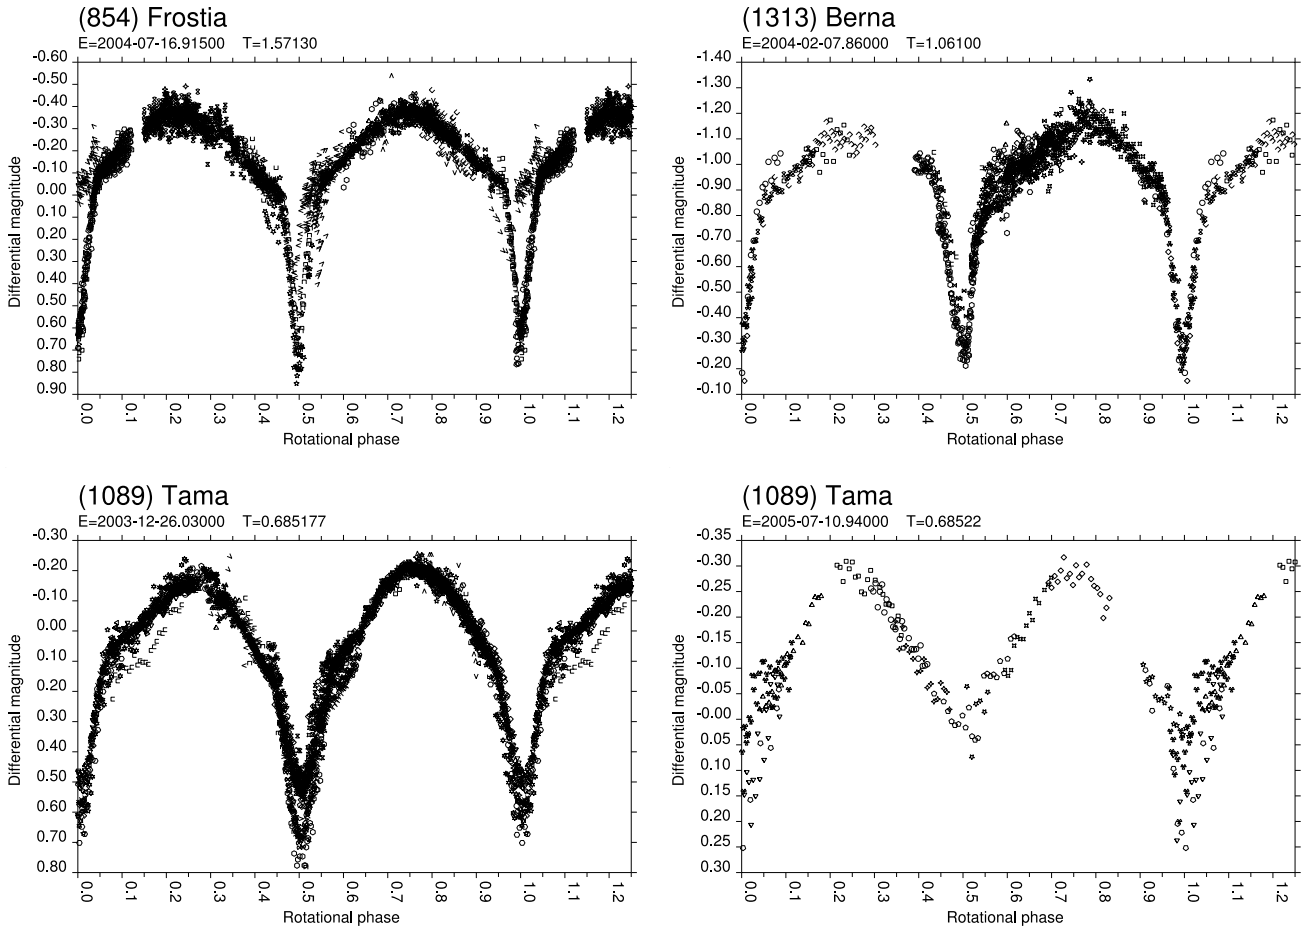 (854) Frostia
E=2004-07-16.91500 T=1.57130
Differential magnitude
-0.60
-0.50
-0.40
-0.30
-0.20
-0.10
0.00
0.10
0.20
0.30
0.40
0.50
0.60
0.70
0.80
0.90
0.0 0.1 0.2 0.3 0.4 0.5 0.6 0.7 0.8 0.9 1.0 1.1 1.2
Rotational phase
(1313) Berna
E=2004-02-07.86000 T=1.06100
Differential magnitude
-1.40
-1.30
-1.20
-1.10
-1.00
-0.90
-0.80
-0.70
-0.60
-0.50
-0.40
-0.30
-0.20
-0.10
0.0 0.1 0.2 0.3 0.4 0.5 0.6 0.7 0.8 0.9 1.0 1.1 1.2
Rotational phase
(1089) Tama
E=2003-12-26.03000 T=0.685177
Differential magnitude
-0.30
-0.20
-0.10
0.00
0.10
0.20
0.30
0.40
0.50
0.60
0.70
0.80
0.0 0.1 0.2 0.3 0.4 0.5 0.6 0.7 0.8 0.9 1.0 1.1 1.2
Rotational phase
(1089) Tama
E=2005-07-10.94000 T=0.68522
Differential magnitude
-0.35
-0.30
-0.25
-0.20
-0.15
-0.10
-0.05
-0.00
0.05
0.10
0.15
0.20
0.25
0.30
0.0 0.1 0.2 0.3 0.4 0.5 0.6 0.7 0.8 0.9 1.0 1.1 1.2
Rotational phase